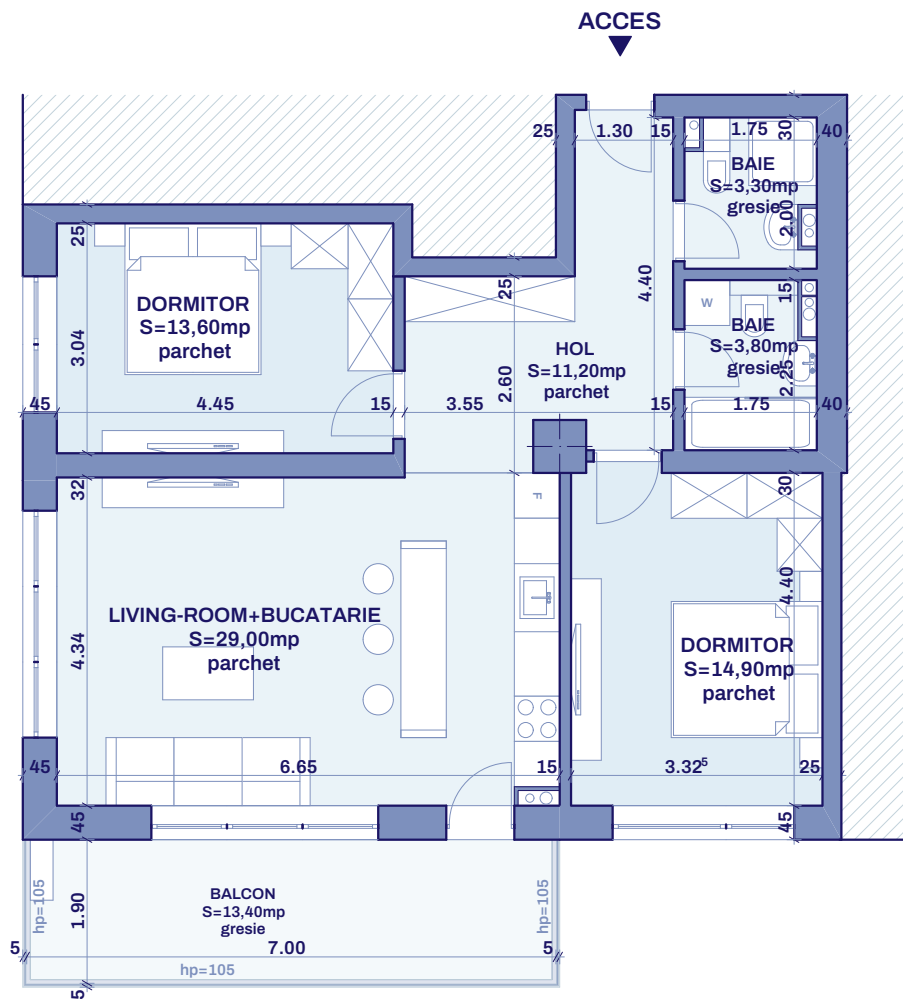 ACCES
25
1.30
15
1.75
30
40
BAIE
S=3,30mp
gresie
2.00
25
DORMITOR
S=13,60mp
parchet
3.04
45
4.45
15
25
4.40
HOL
S=11,20mp
parchet
2.60
3.55
15
W
15
BAIE
S=3,80mp
gresie
2.25
1.75
40
32
F
30
LIVING-ROOM+BUCATARIE
S=29,00mp
parchet
4.34
4.40
DORMITOR
S=14,90mp
parchet
45
6.65
15
3.32⁵
25
45
45
hp=105
1.90
BALCON
S=13,40mp
gresie
hp=105
5
7.00
5
hp=105
5